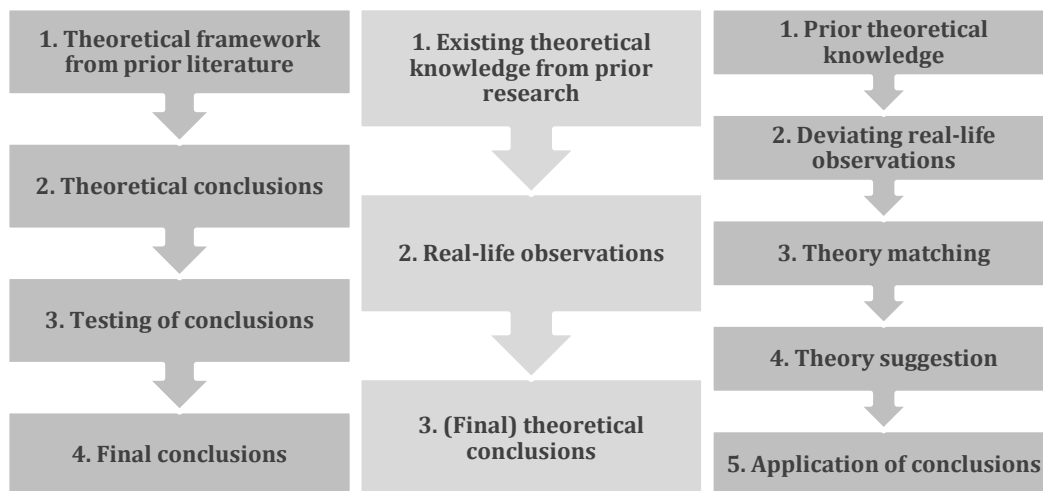 1. Theoretical framework
from prior literature
2. Theoretical conclusions
3. Testing of conclusions
4. Final conclusions
1. Existing theoretical
knowledge from prior
research
2. Real-life observations
3. (Final) theoretical
conclusions
1. Prior theoretical
knowledge
2. Deviating real-life
observations
3. Theory matching
4. Theory suggestion
5. Application of conclusions